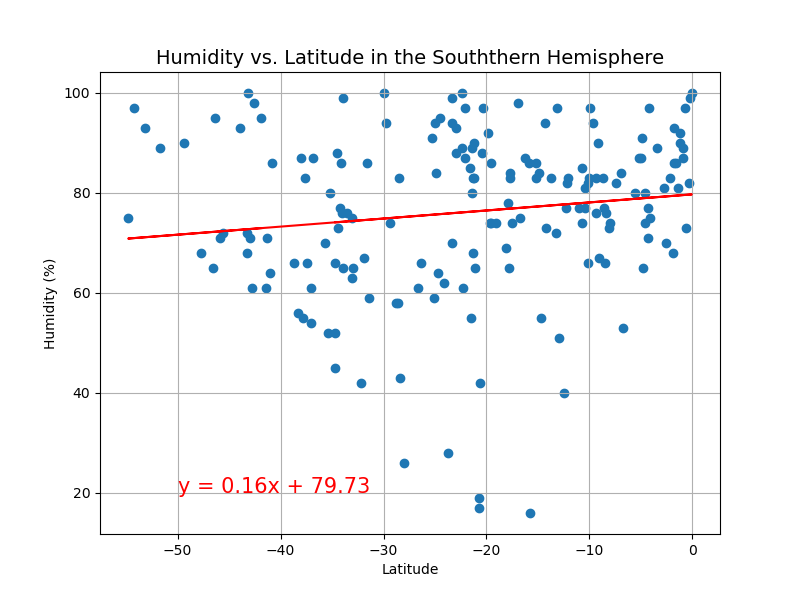 Humidity vs. Latitude in the Souththern Hemisphere
100
80
60
40
20
Humidity (%)
y = 0.16x + 79.73
−50
−40
−30
−20
−10
0
Latitude